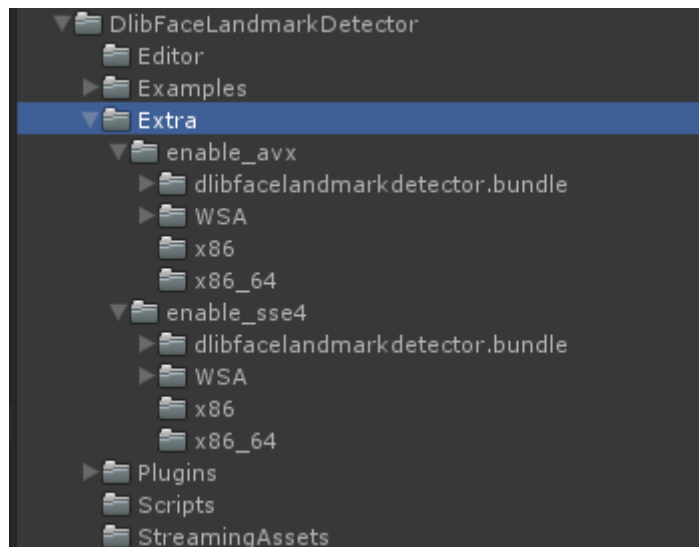 DlibFaceLandmarkDetector
Editor
Examples
Extra
enable_avx
dlibfacelandmarkdetector.bundle
WSA
x86
x86_64
enable_sse4
dlibfacelandmarkdetector.bundle
WSA
x86
x86_64
Plugins
Scripts
StreamingAssets